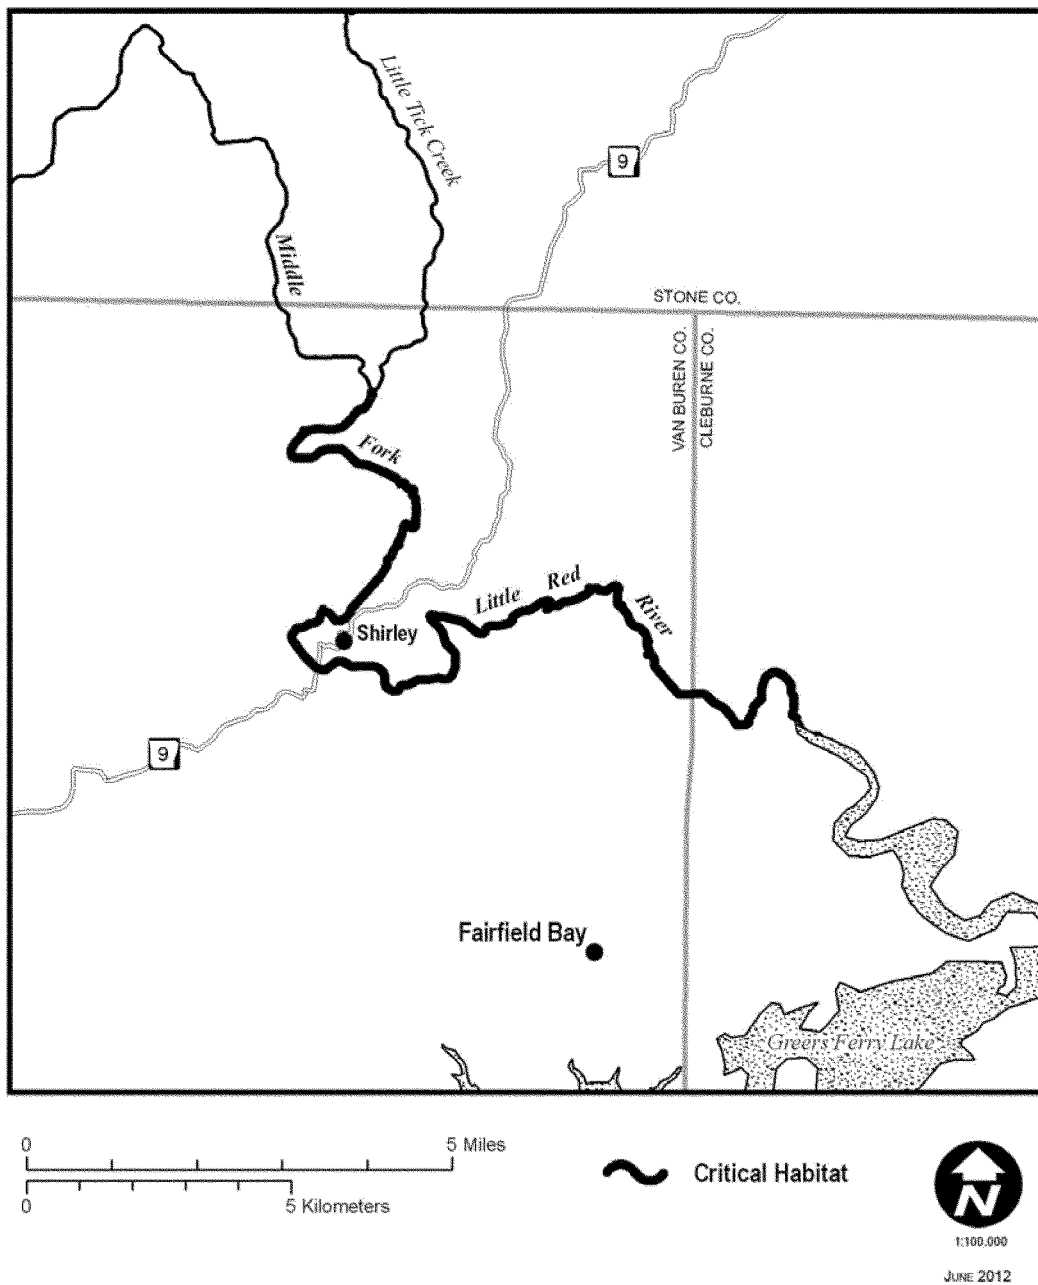 Little Tick Creek
9
Middle
STONE CO.
VAN BUREN CO.
CLEBURNE CO.
Fork
Little Red River
Shirley
9
Fairfield Bay
Greers Ferry Lake
0 5 Miles
0 5 Kilometers
Critical Habitat
N
1:100,000
JUNE 2012